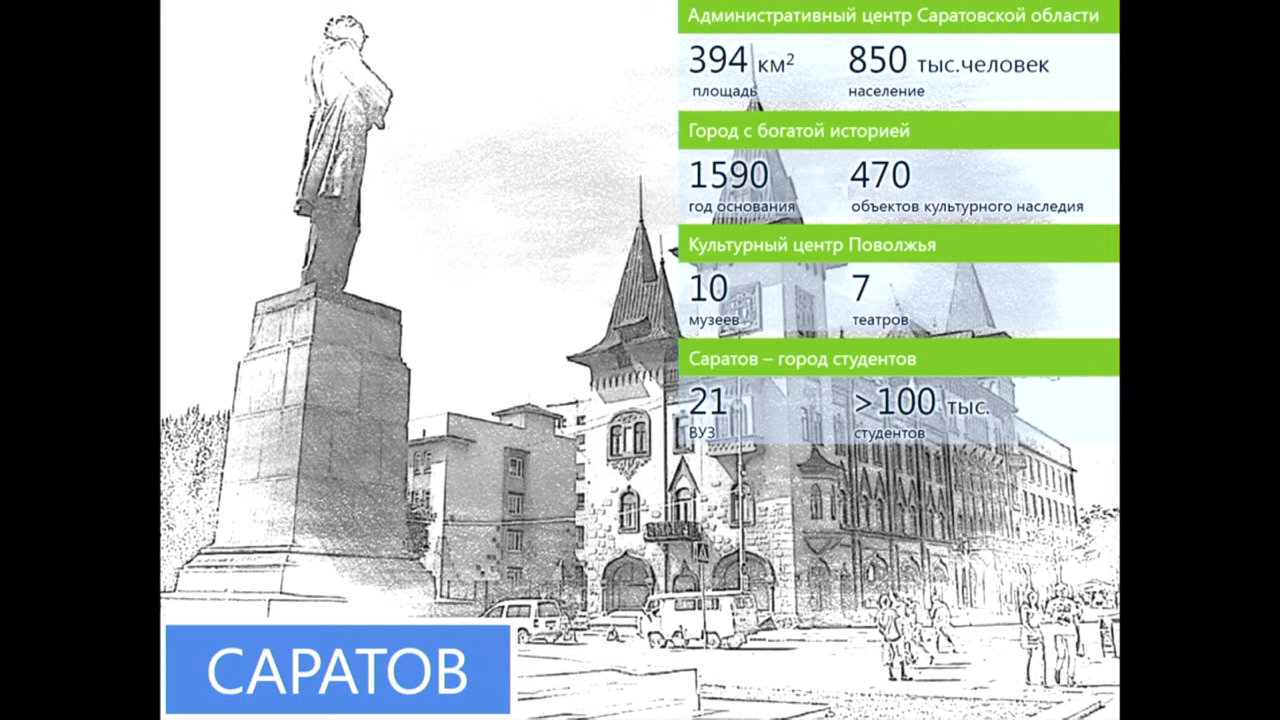 Административный центр Саратовской области
394 км² 850 тыс.человек
площадь население
Город с богатой историей
1590 470
год основания объектов культурного наследия
Культурный центр Поволжья
10 7
музеев театров
Саратов – город студентов
21 >100 тыс.
ВУЗ студентов
САРАТОВ